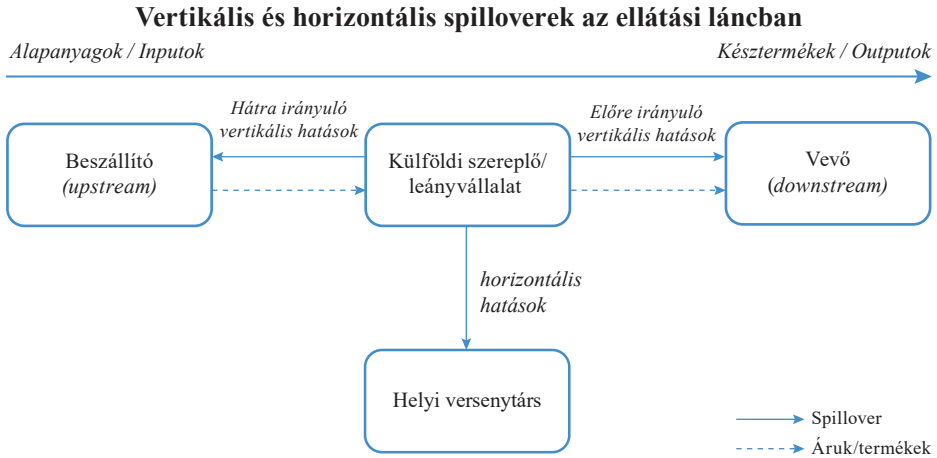 Vertikális és horizontális spilloverek az ellátási láncban
Alapanyagok / Inputok
Késztermékek / Outputok
Hátra irányuló
vertikális hatások
Előre irányuló
vertikális hatások
Beszállító
(upstream)
Külföldi szereplő/
leányvállalat
Vevő
(downstream)
horizontális
hatások
Helyi versenytárs
Spillover
Áruk/termékek